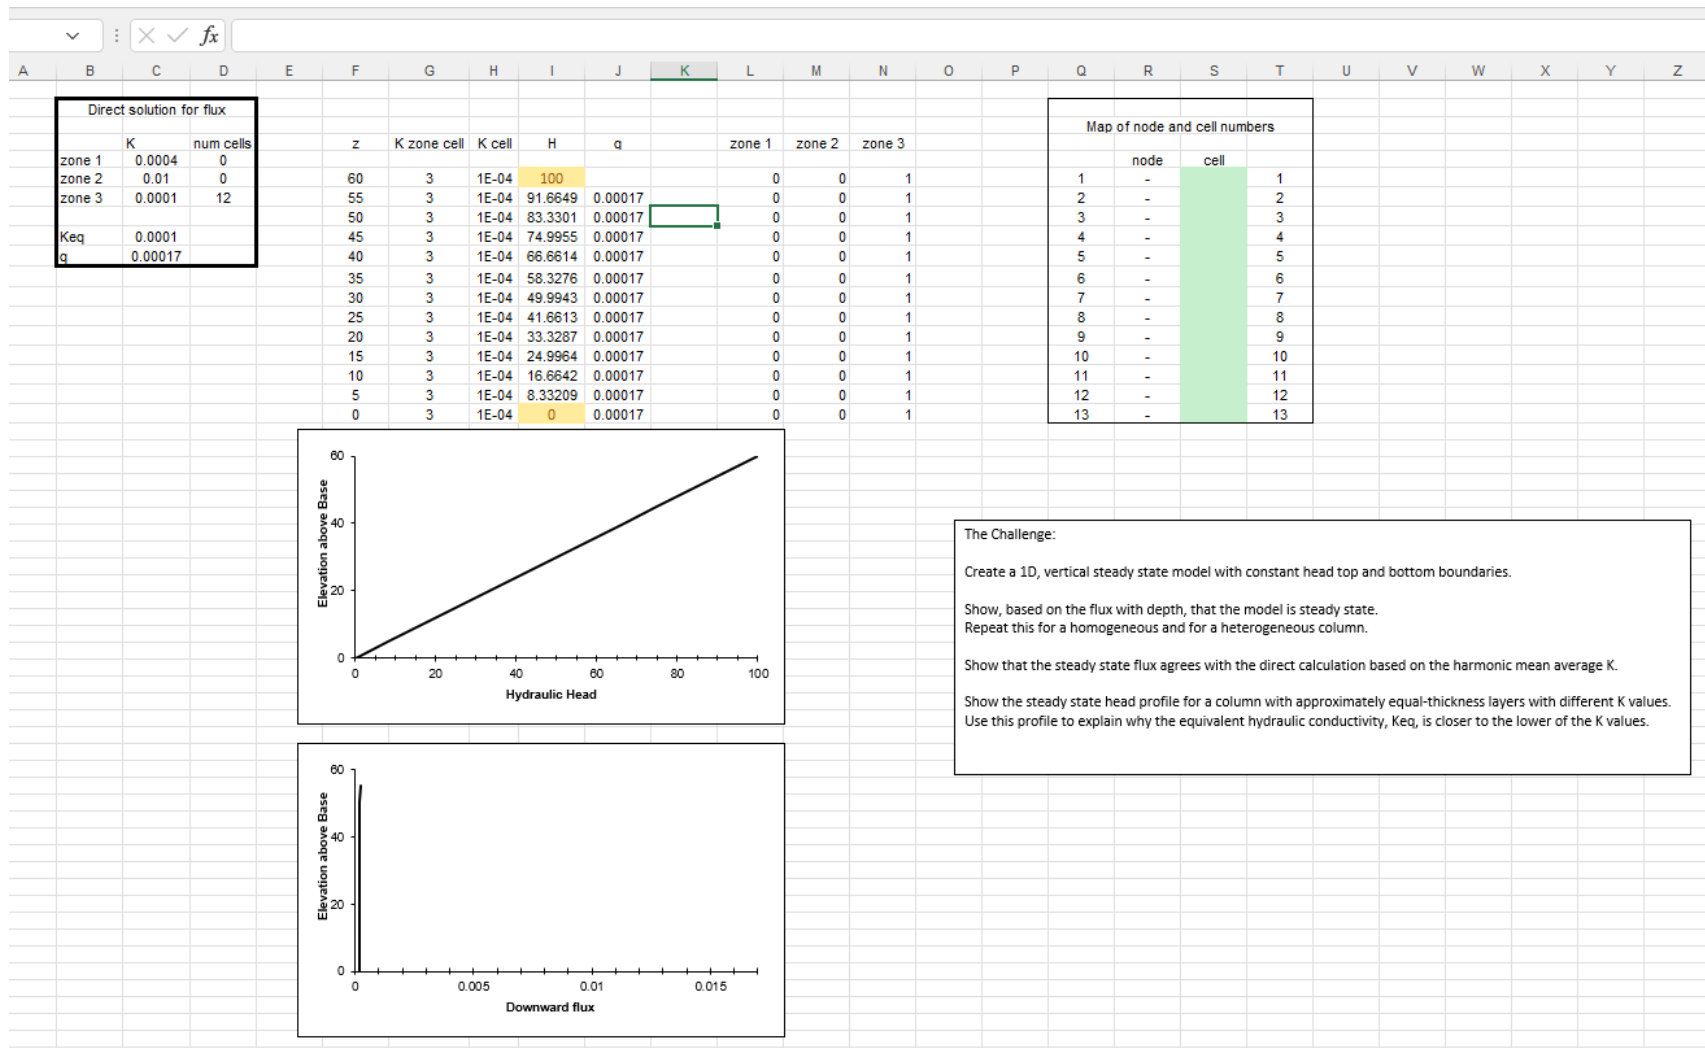 fx
A B C D E F G H I J K L M N O P Q R S T U V W X Y Z
Direct solution for flux
K num cells
zone 1 0.0004 0
zone 2 0.01 0
zone 3 0.0001 12
Keq 0.0001
q 0.00017
z K zone cell K cell H q zone 1 zone 2 zone 3
60 3 1E-04 100 0 0 1
55 3 1E-04 91.6649 0.00017 0 0 1
50 3 1E-04 83.3301 0.00017 0 0 1
45 3 1E-04 74.9955 0.00017 0 0 1
40 3 1E-04 66.6614 0.00017 0 0 1
35 3 1E-04 58.3276 0.00017 0 0 1
30 3 1E-04 49.9943 0.00017 0 0 1
25 3 1E-04 41.6613 0.00017 0 0 1
20 3 1E-04 33.3287 0.00017 0 0 1
15 3 1E-04 24.9964 0.00017 0 0 1
10 3 1E-04 16.6642 0.00017 0 0 1
5 3 1E-04 8.33209 0.00017 0 0 1
0 3 1E-04 0 0.00017 0 0 1
Map of node and cell numbers
node cell
1 - 1
2 - 2
3 - 3
4 - 4
5 - 5
6 - 6
7 - 7
8 - 8
9 - 9
10 - 10
11 - 11
12 - 12
13 - 13
Elevation above Base
60
40
20
0
0 20 40 60 80 100
Hydraulic Head
Elevation above Base
60
40
20
0
0 0.005 0.01 0.015
Downward flux
The Challenge:
Create a 1D, vertical steady state model with constant head top and bottom boundaries.
Show, based on the flux with depth, that the model is steady state.
Repeat this for a homogeneous and for a heterogeneous column.
Show that the steady state flux agrees with the direct calculation based on the harmonic mean average K.
Show the steady state head profile for a column with approximately equal-thickness layers with different K values.
Use this profile to explain why the equivalent hydraulic conductivity, Keq, is closer to the lower of the K values.